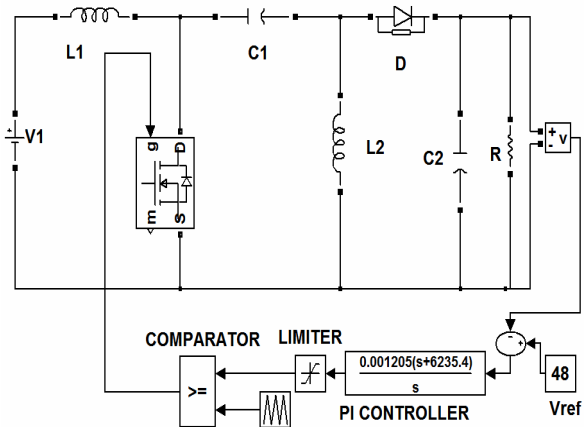 L1
C1
D
V1
g
D
m
S
L2
C2
R
+
-
v
COMPARATOR
LIMITER
>=
0.001205(s+6235.4)
s
PI CONTROLLER
-
+
48
Vref